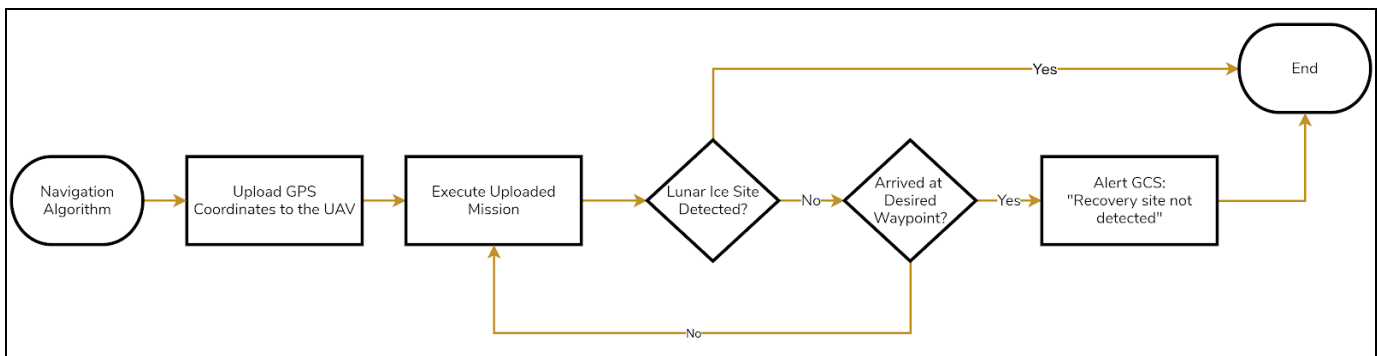 Navigation
Algorithm
Upload GPS
Coordinates to the UAV
Execute Uploaded
Mission
Lunar Ice Site
Detected?
Yes
No
Arrived at
Desired
Waypoint?
No
Yes
Alert GCS:
"Recovery site not
detected"
End